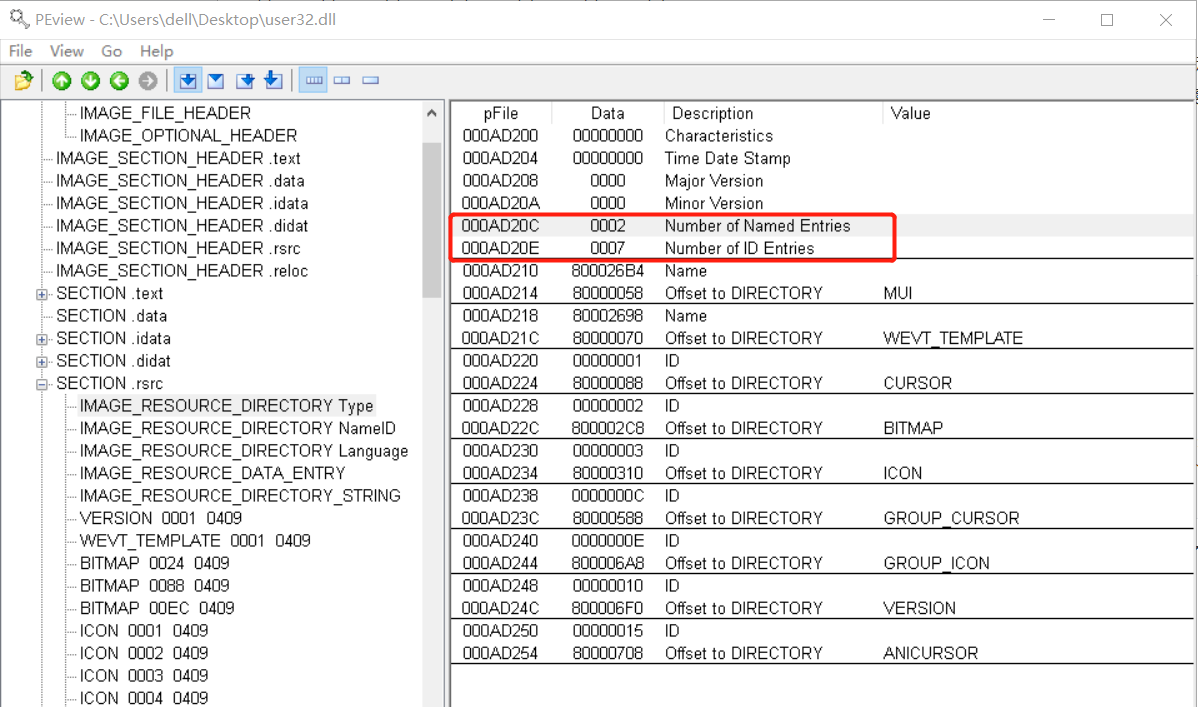 PEview - C:\Users\dell\Desktop\user32.dll
File View Go Help
IMAGE_FILE_HEADER
IMAGE_OPTIONAL_HEADER
IMAGE_SECTION_HEADER .text
IMAGE_SECTION_HEADER .data
IMAGE_SECTION_HEADER .idata
IMAGE_SECTION_HEADER .didat
IMAGE_SECTION_HEADER .rsrc
IMAGE_SECTION_HEADER .reloc
SECTION .text
SECTION .data
SECTION .idata
SECTION .didat
SECTION .rsrc
IMAGE_RESOURCE_DIRECTORY Type
IMAGE_RESOURCE_DIRECTORY NameID
IMAGE_RESOURCE_DIRECTORY Language
IMAGE_RESOURCE_DATA_ENTRY
IMAGE_RESOURCE_DIRECTORY_STRING
VERSION 0001 0409
WEVT_TEMPLATE 0001 0409
BITMAP 0024 0409
BITMAP 0088 0409
BITMAP 00EC 0409
ICON 0001 0409
ICON 0002 0409
ICON 0003 0409
ICON 0004 0409
pFile Data Description Value
000AD200 00000000 Characteristics
000AD204 00000000 Time Date Stamp
000AD208 0000 Major Version
000AD20A 0000 Minor Version
000AD20C 0002 Number of Named Entries
000AD20E 0007 Number of ID Entries
000AD210 800026B4 Name
000AD214 80000058 Offset to DIRECTORY MUI
000AD218 80002698 Name
000AD21C 80000070 Offset to DIRECTORY WEVT_TEMPLATE
000AD220 00000001 ID
000AD224 80000088 Offset to DIRECTORY CURSOR
000AD228 00000002 ID
000AD22C 800002C8 Offset to DIRECTORY BITMAP
000AD230 00000003 ID
000AD234 80000310 Offset to DIRECTORY ICON
000AD238 0000000C ID
000AD23C 80000588 Offset to DIRECTORY GROUP_CURSOR
000AD240 0000000E ID
000AD244 800006A8 Offset to DIRECTORY GROUP_ICON
000AD248 00000010 ID
000AD24C 800006F0 Offset to DIRECTORY VERSION
000AD250 00000015 ID
000AD254 80000708 Offset to DIRECTORY ANICURSOR